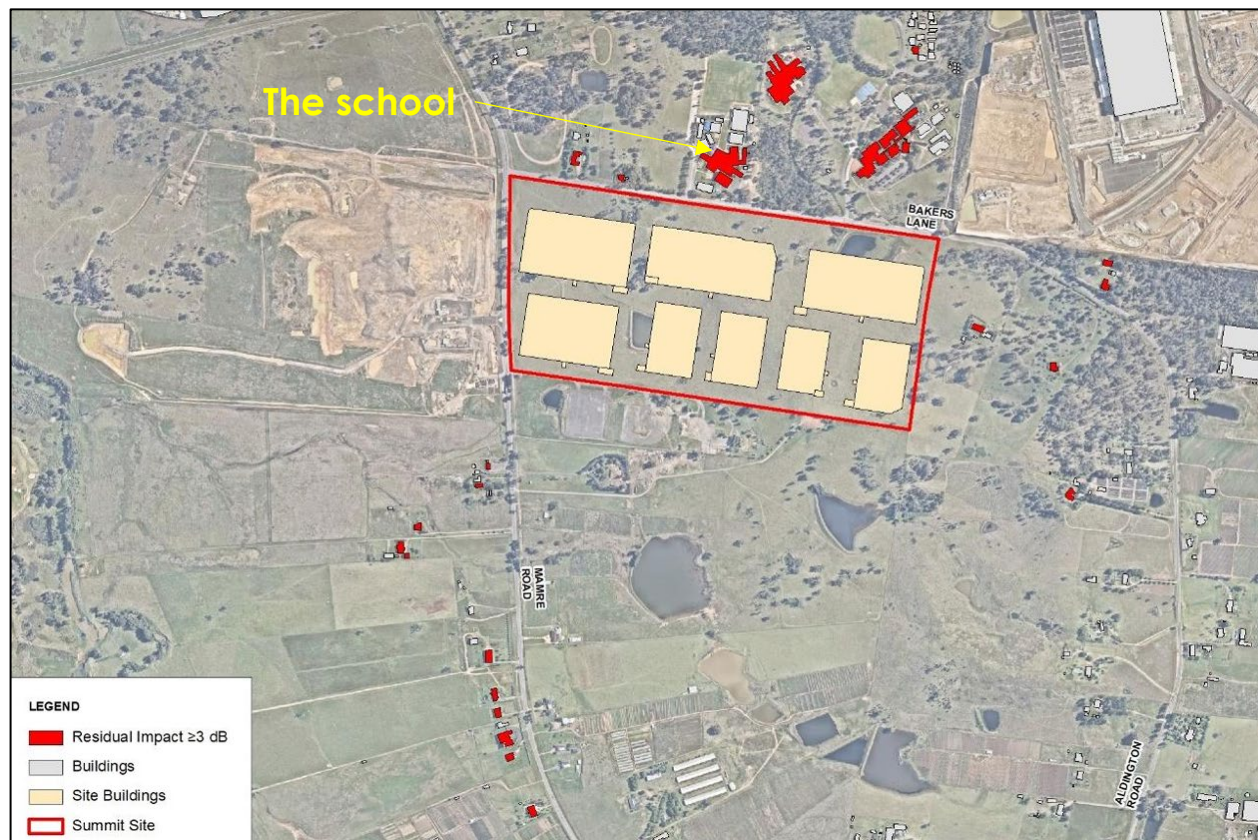 The school
BAKERS
LANE
MAMRE
ROAD
ALDINGTON
ROAD
LEGEND
Residual Impact ≥3 dB
Buildings
Site Buildings
Summit Site